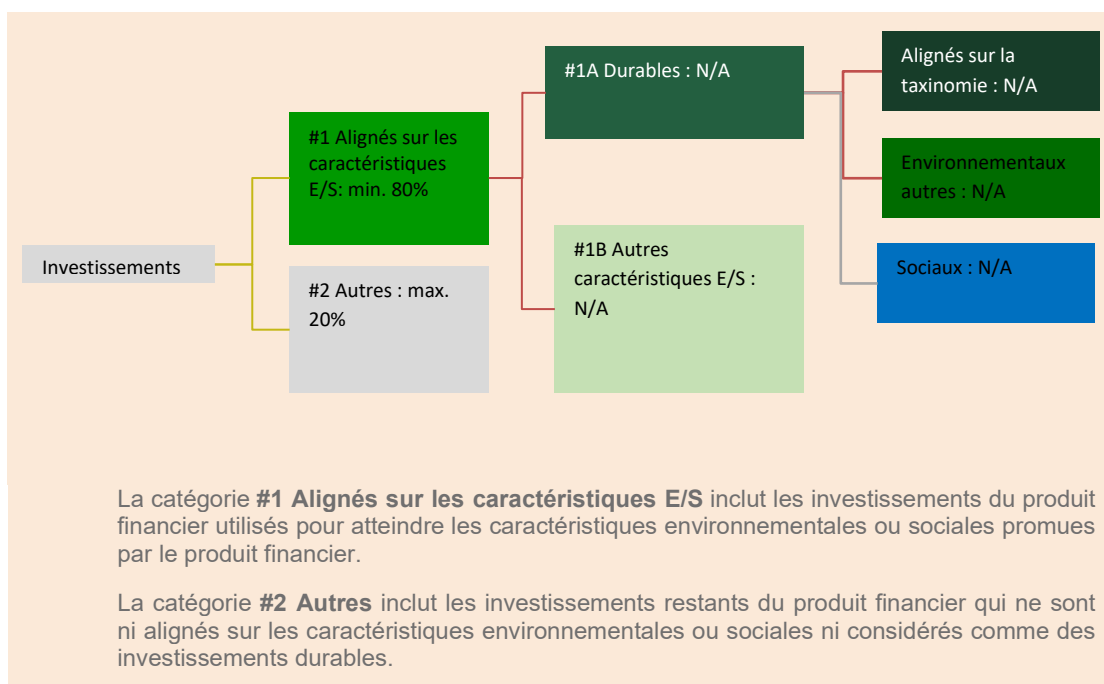 Investissements
#1 Alignés sur les
caractéristiques
E/S: min. 80%
#2 Autres : max.
20%
#1A Durables : N/A
#1B Autres
caractéristiques E/S :
N/A
Alignés sur la
taxinomie : N/A
Environnementaux
autres : N/A
Sociaux : N/A
La catégorie #1 Alignés sur les caractéristiques E/S inclut les investissements du produit
financier utilisés pour atteindre les caractéristiques environnementales ou sociales promues
par le produit financier.
La catégorie #2 Autres inclut les investissements restants du produit financier qui ne sont
ni alignés sur les caractéristiques environnementales ou sociales ni considérés comme des
investissements durables.